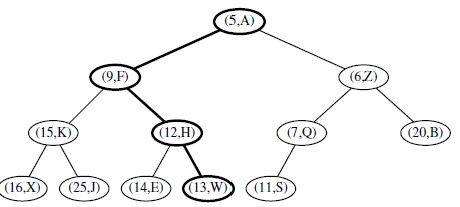 (5,A)
(9,F) (6,Z)
(15,K) (12,H) (7,Q) (20,B)
(16,X) (25,J) (14,E) (13,W) (11,S)